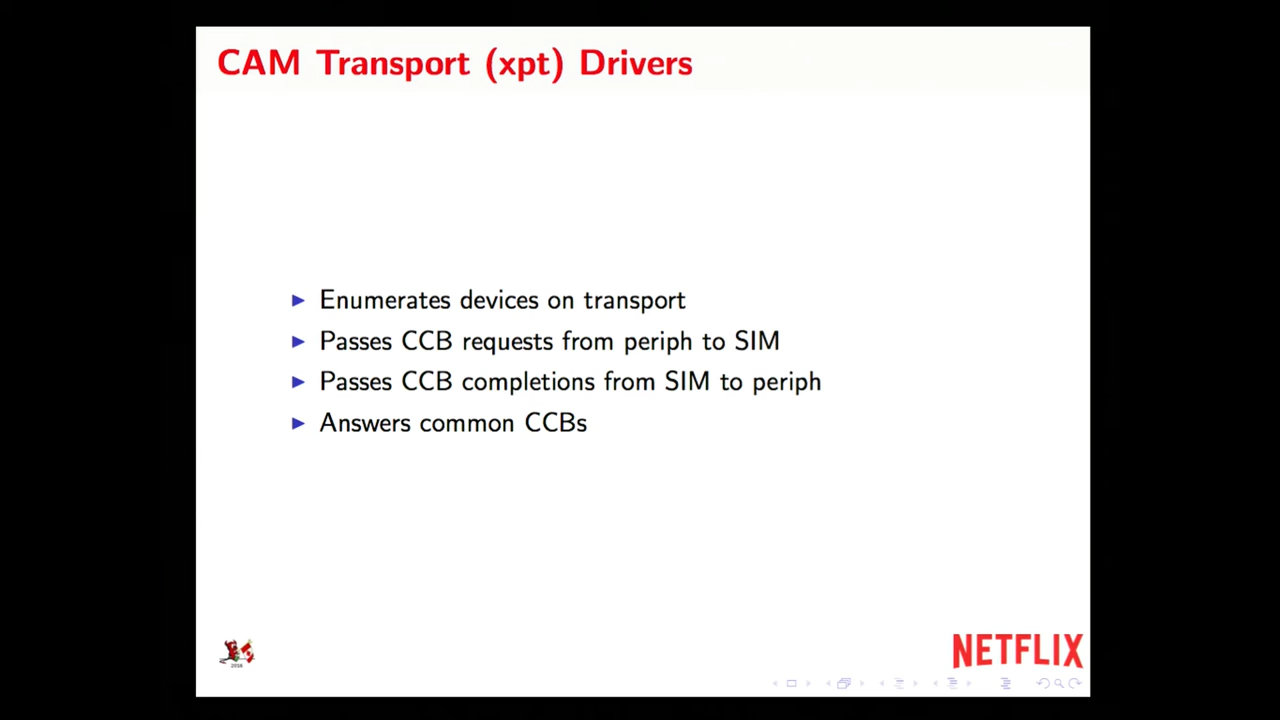 CAM Transport (xpt) Drivers
Enumerates devices on transport
Passes CCB requests from periph to SIM
Passes CCB completions from SIM to periph
Answers common CCBs
2016
NETFLIX